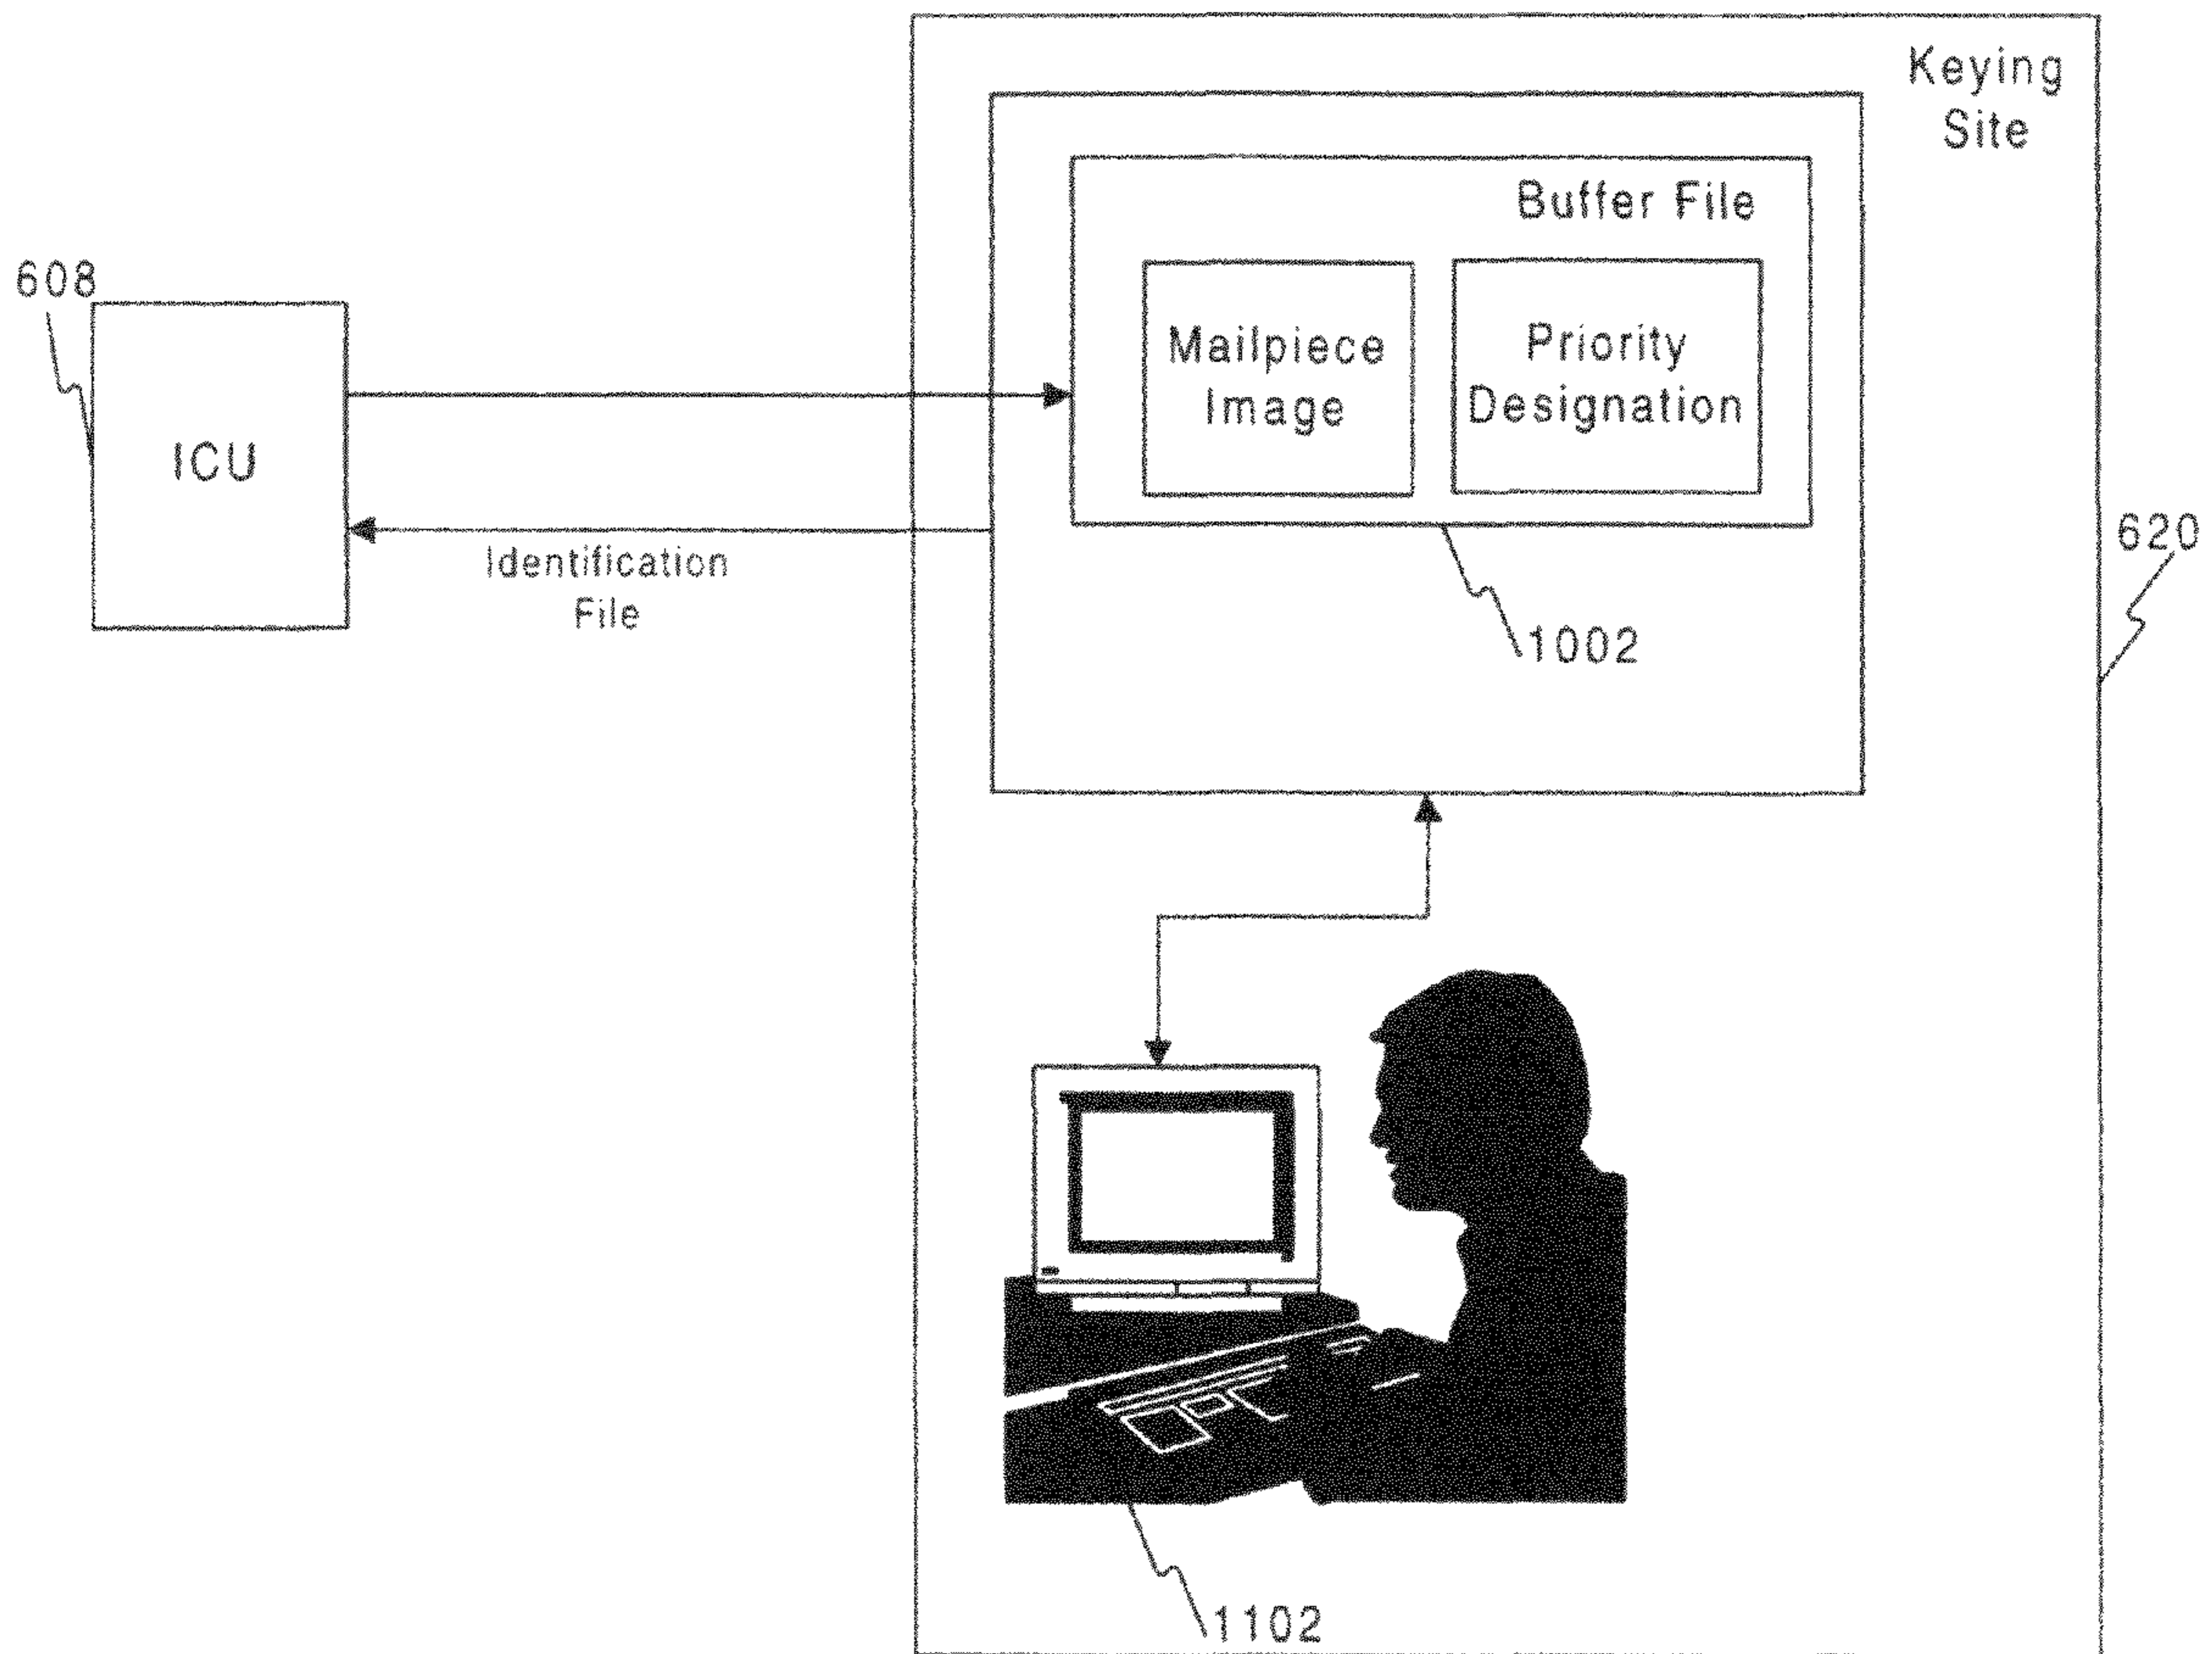 Keying
Site
Buffer File
608
Mailpiece
Image
Priority
Designation
ICU
620
Identification
File
1002
1102